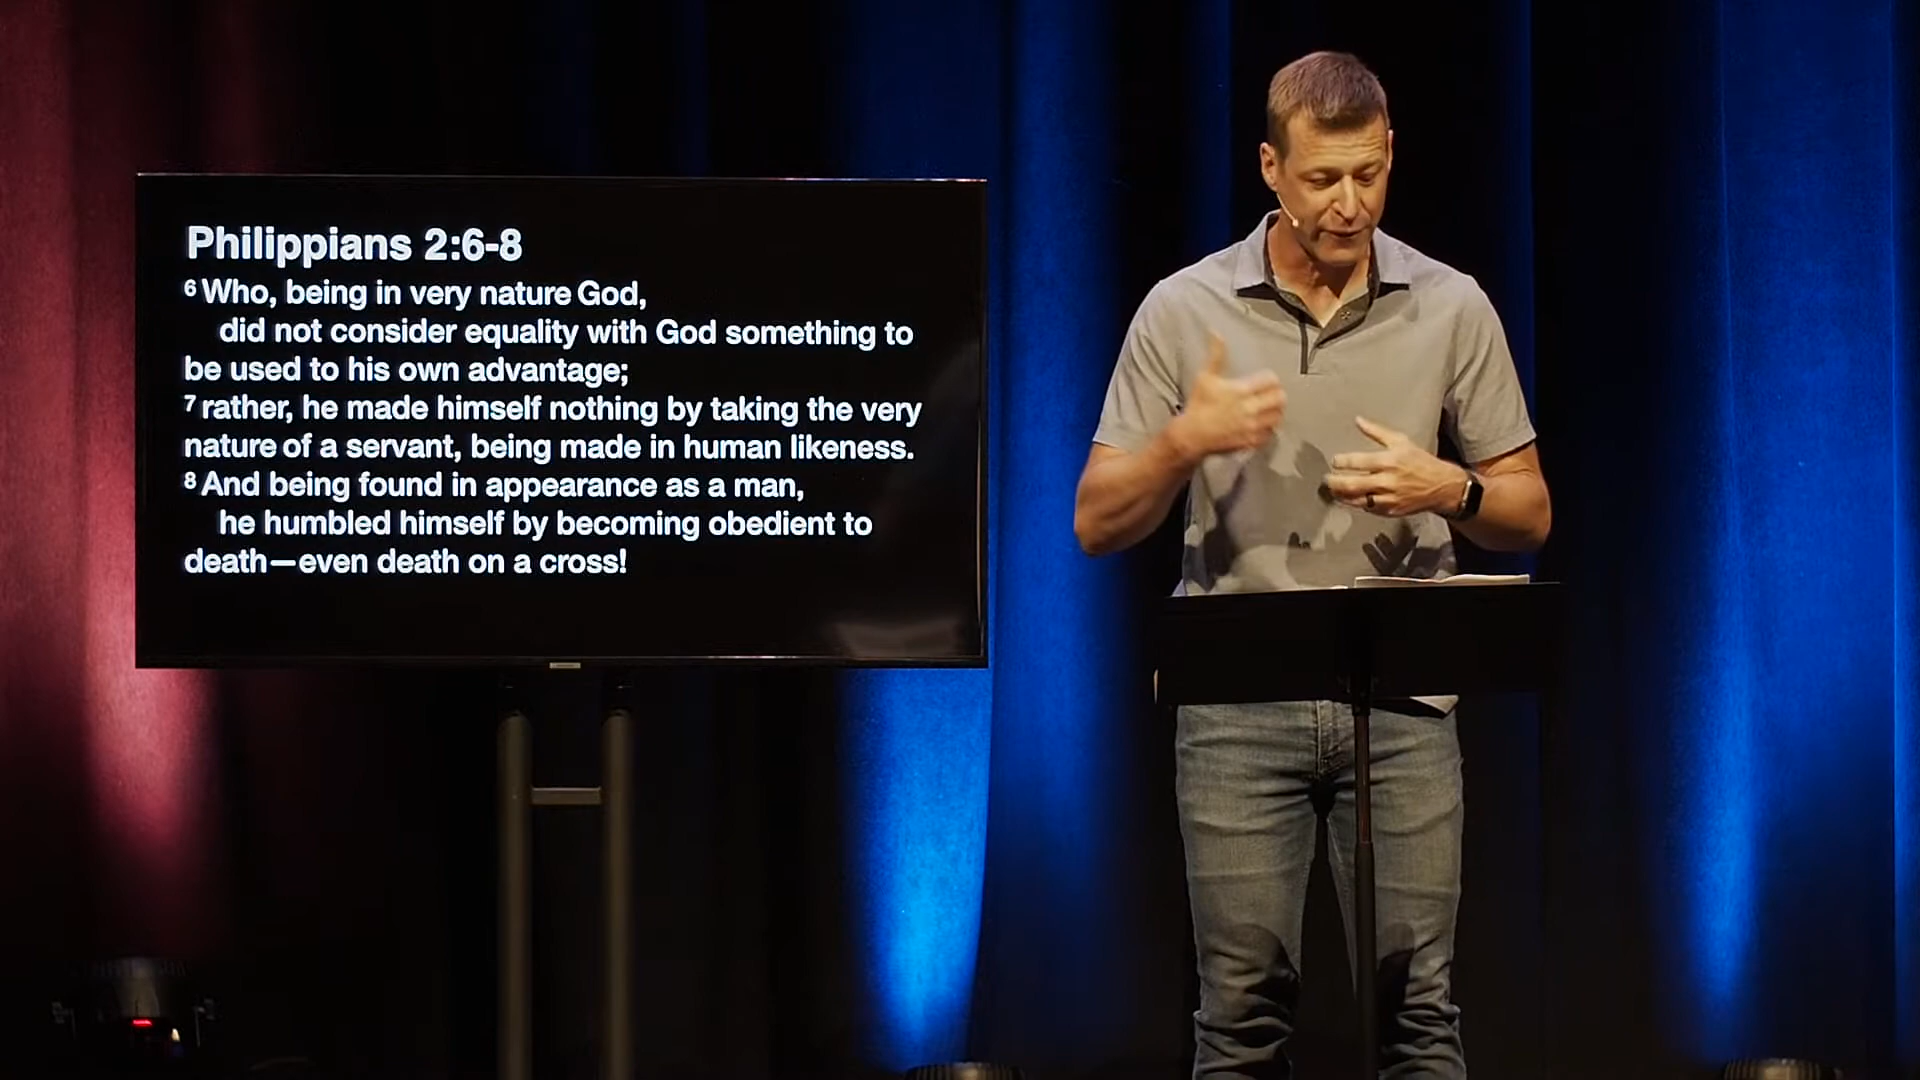 Philippians 2:6-8
⁶ Who, being in very nature God,
did not consider equality with God something to
be used to his own advantage;
⁷ rather, he made himself nothing by taking the very
nature of a servant, being made in human likeness.
⁸ And being found in appearance as a man,
he humbled himself by becoming obedient to
death—even death on a cross!